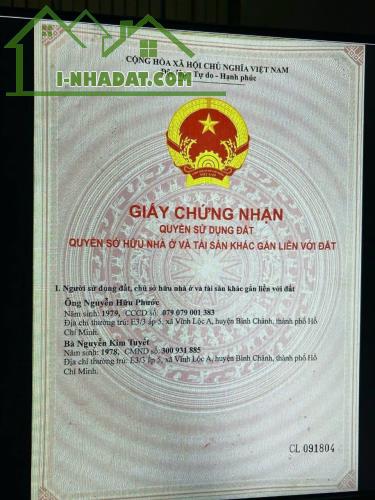 I-NHADAT.COM
CỘNG HÒA XÃ HỘI CHỦ NGHĨA VIỆT NAM
Tự do - Hạnh phúc
VIỆT NAM
GIẤY CHỨNG NHẬN
QUYỀN SỬ DỤNG ĐẤT
QUYỀN SỞ HỮU NHÀ Ở VÀ TÀI SẢN KHÁC GẮN LIỀN VỚI ĐẤT
I. Người sử dụng đất, chủ sở hữu nhà ở và tài sản khác gắn liền với đất
Ông Nguyễn Hữu Phước
Năm sinh: 1979, CCCD số: 079 079 001 383
Địa chỉ thường trú: E3/3 ấp 5, xã Vĩnh Lộc A, huyện Bình Chánh, thành phố Hồ
Chí Minh.
Bà Nguyễn Kim Tuyết
Năm sinh: 1978, CMND số: 300 931 885
Địa chỉ thường trú: E3/3 ấp 5, xã Vĩnh Lộc A, huyện Bình Chánh, thành phố Hồ
Chí Minh.
CL 091804